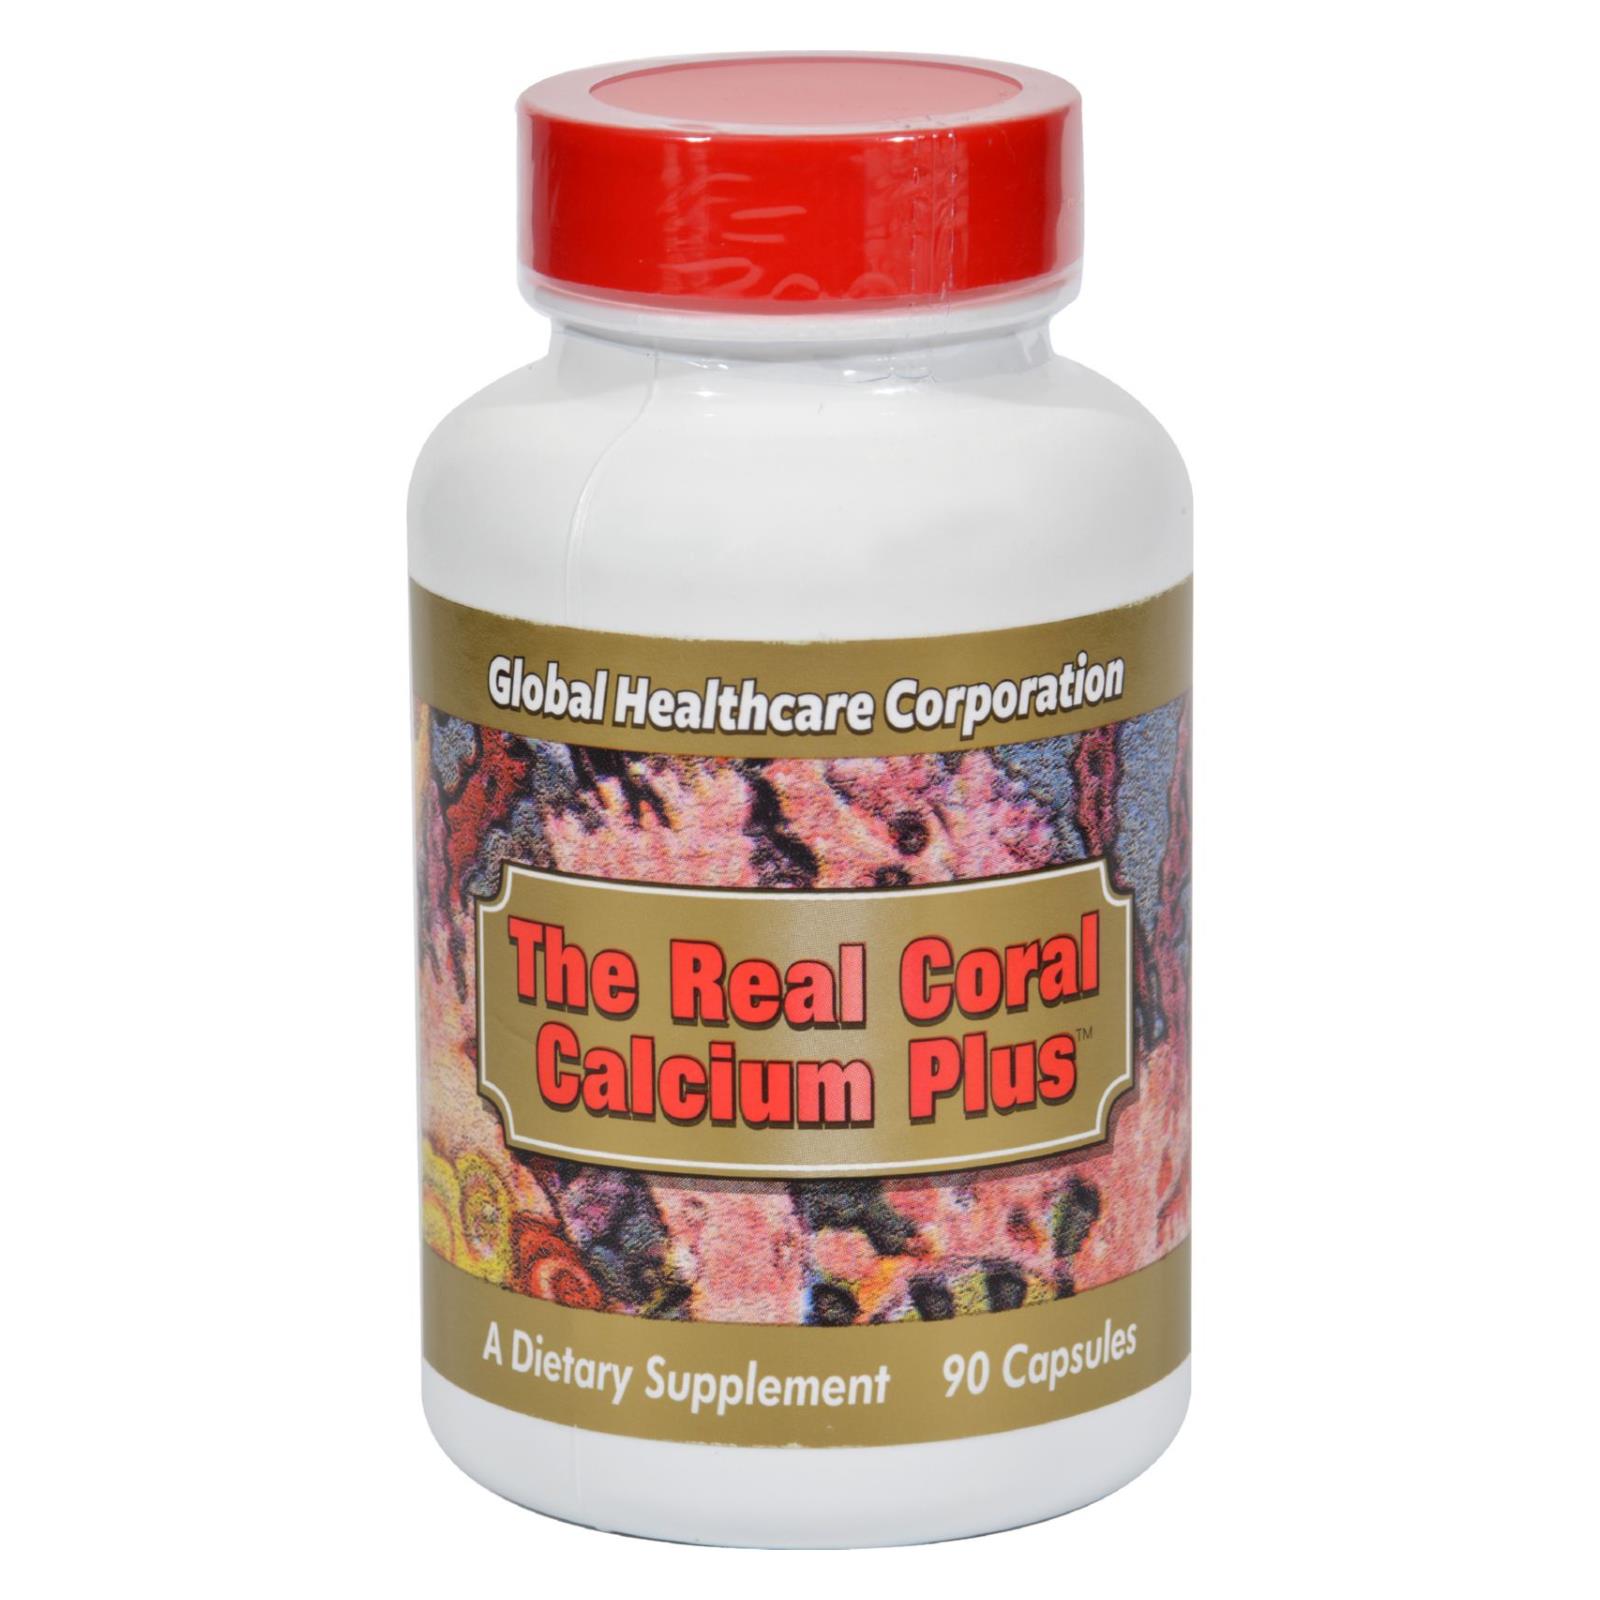 Global Healthcare Corporation
The Real Coral
Calcium Plus™
A Dietary Supplement 90 Capsules